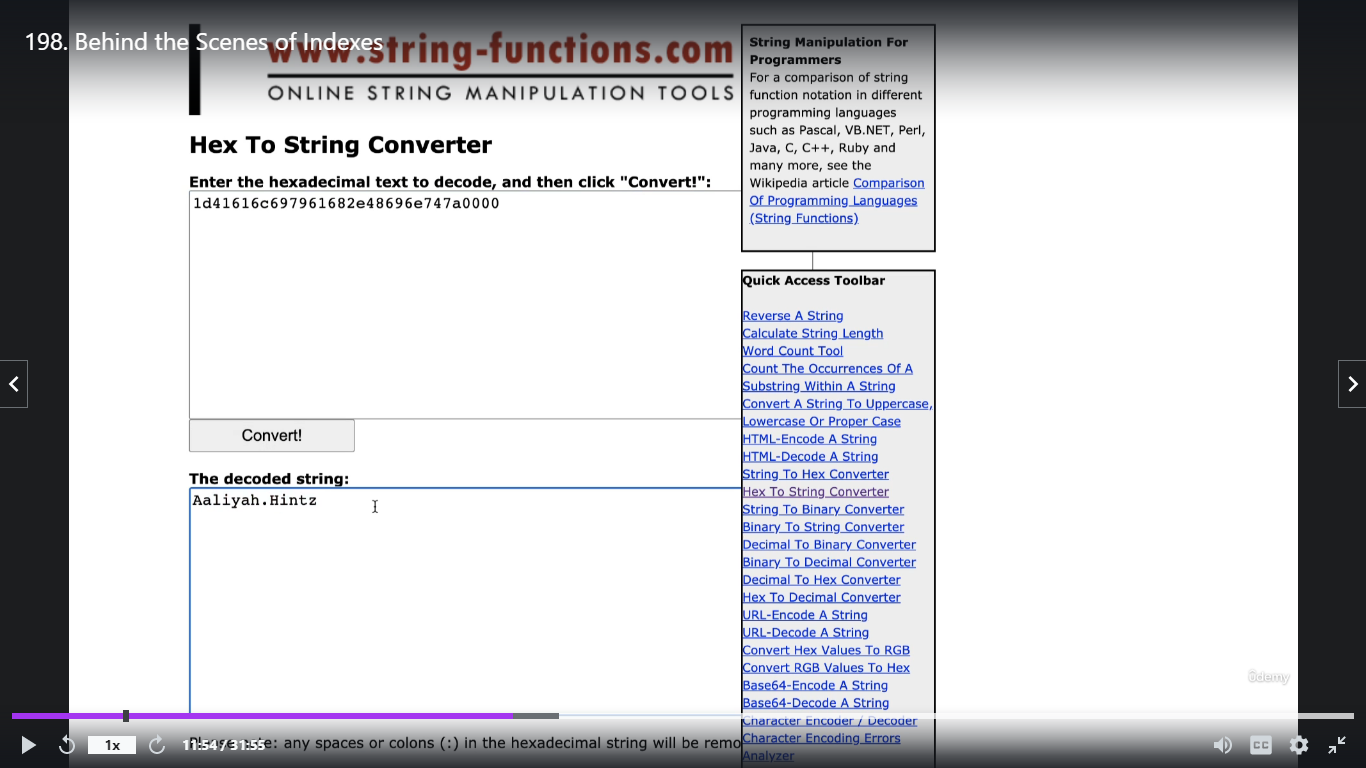 198. Behind the Scenes of Indexes
www.string-functions.com
ONLINE STRING MANIPULATION TOOLS
Hex To String Converter
Enter the hexadecimal text to decode, and then click "Convert!":
1d41616c697961682e48696e747a0000
Convert!
The decoded string:
Aaliyah.Hintz
String Manipulation For
Programmers
For a comparison of string
function notation in different
programming languages
such as Pascal, VB.NET, Perl,
Java, C, C++, Ruby and
many more, see the
Wikipedia article Comparison
Of Programming Languages
(String Functions)
Quick Access Toolbar
Reverse A String
Calculate String Length
Word Count Tool
Count The Occurrences Of A
Substring Within A String
Convert A String To Uppercase,
Lowercase Or Proper Case
HTML-Encode A String
HTML-Decode A String
String To Hex Converter
Hex To String Converter
String To Binary Converter
Binary To String Converter
Decimal To Binary Converter
Binary To Decimal Converter
Decimal To Hex Converter
Hex To Decimal Converter
URL-Encode A String
URL-Decode A String
Convert Hex Values To RGB
Convert RGB Values To Hex
Base64-Encode A String
Base64-Decode A String
Character Encoder / Decoder
Character Encoding Errors
Analyzer
ûdemy
1x
11:54 / 31:55
any spaces or colons (:) in the hexadecimal string will be remo
CC